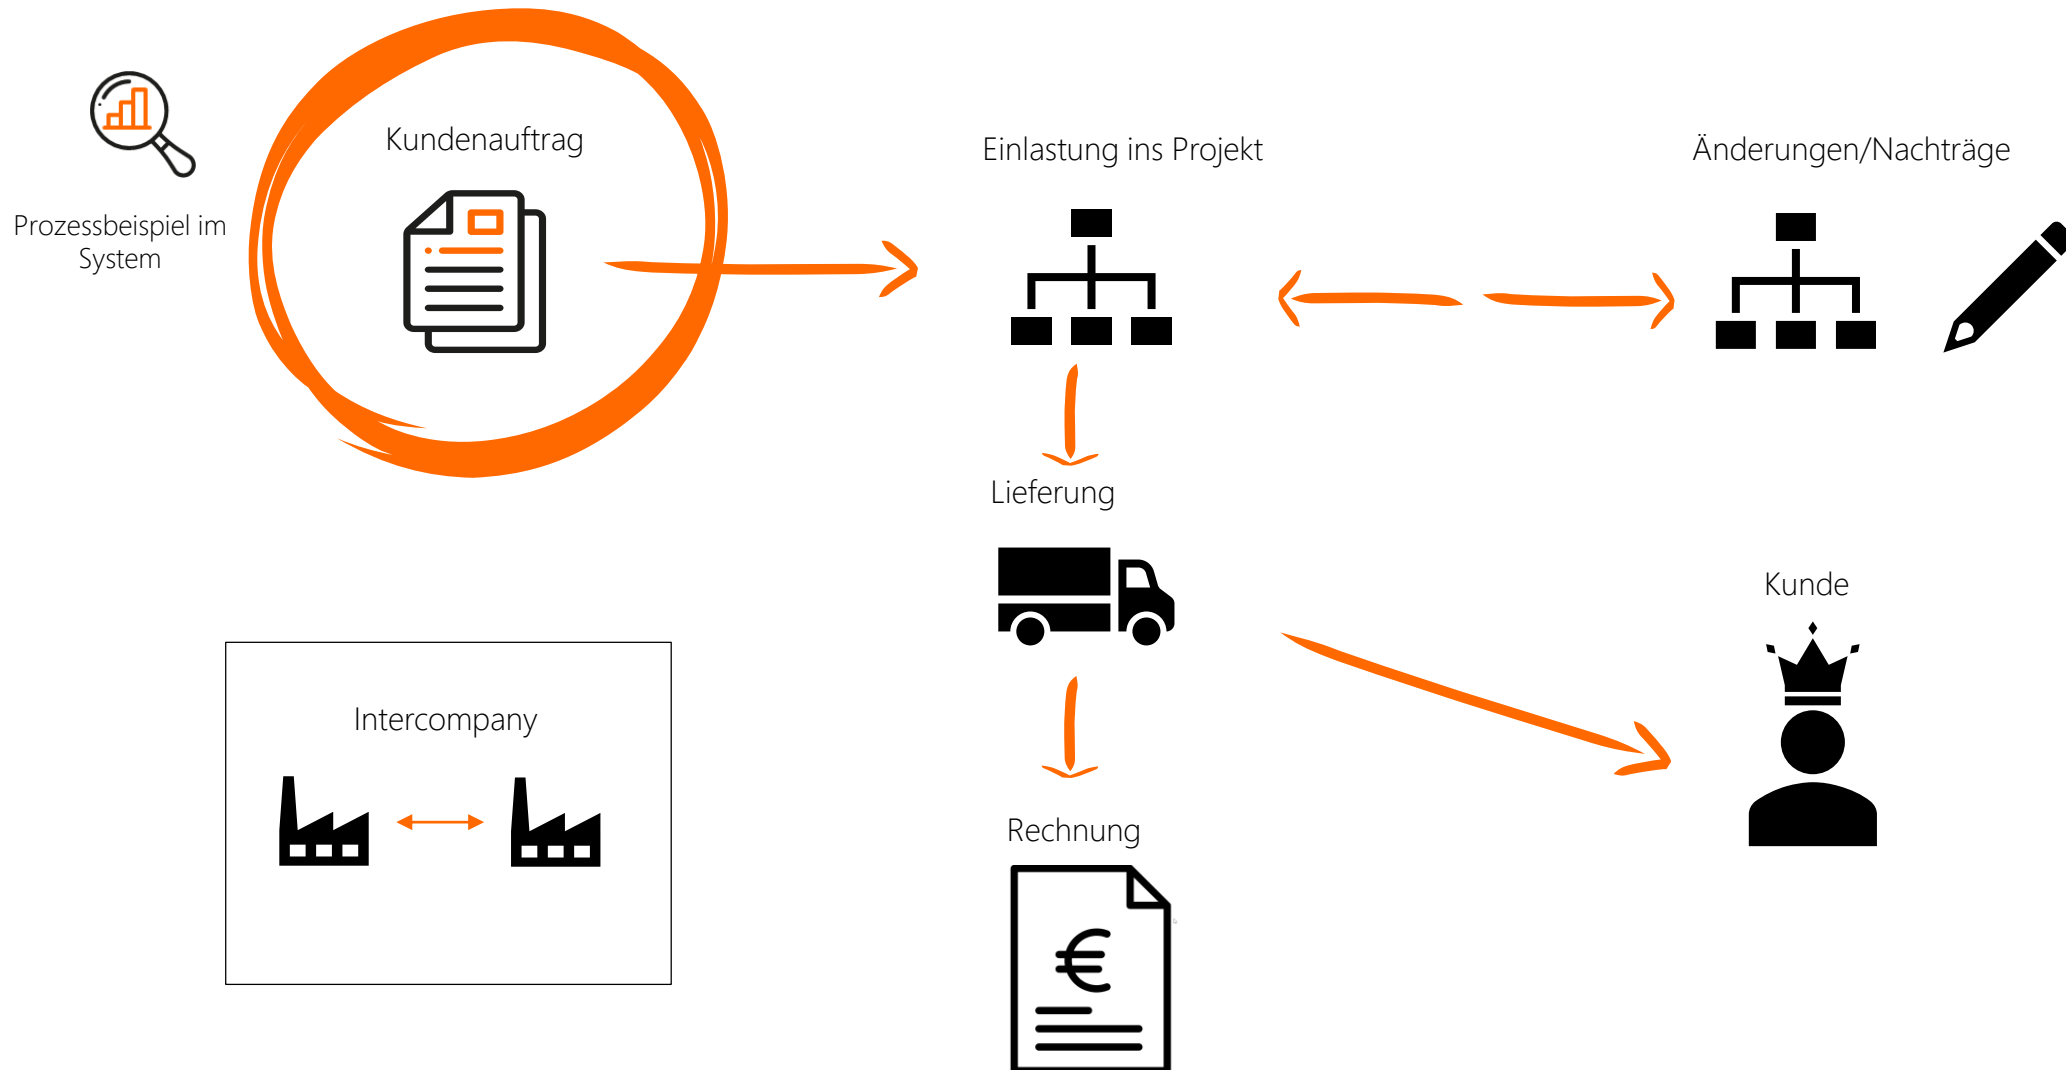 Kundenauftrag
Einlastung ins Projekt
Änderungen/Nachträge
Prozessbeispiel im
System
Lieferung
Kunde
Intercompany
Rechnung
€